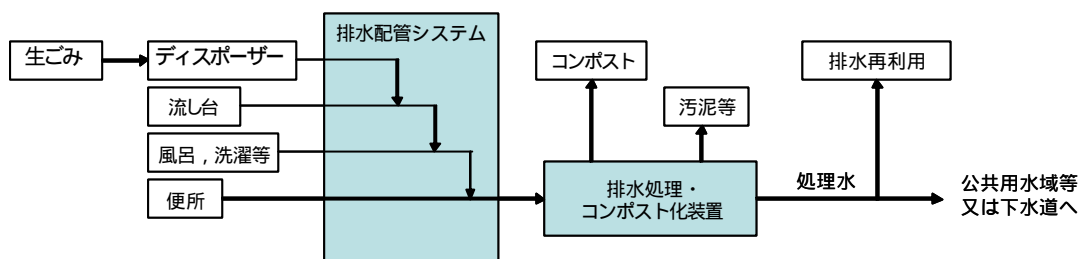 排水配管システム
生ごみ
ディスポーザー
コンポスト
排水再利用
流し台
汚泥等
風呂，洗濯等
便所
排水処理・
コンポスト化装置
処理水
公共用水域等
又は下水道へ